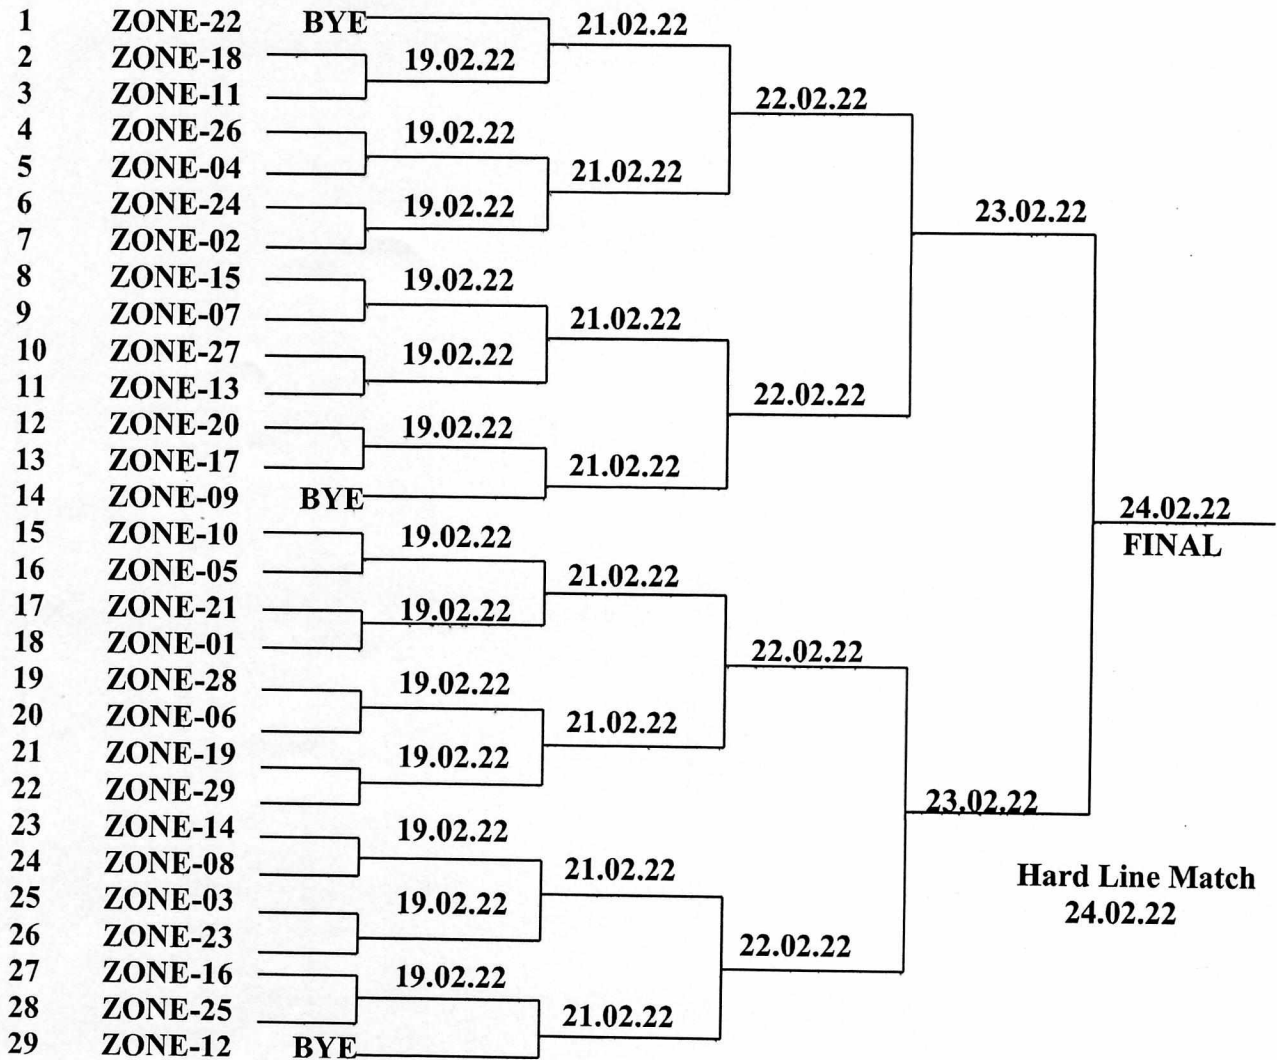 1 ZONE-22 BYE 21.02.22
2 ZONE-18 19.02.22
3 ZONE-11 22.02.22
4 ZONE-26 19.02.22
5 ZONE-04 21.02.22
6 ZONE-24 19.02.22 23.02.22
7 ZONE-02
8 ZONE-15 19.02.22
9 ZONE-07 21.02.22
10 ZONE-27 19.02.22
11 ZONE-13 22.02.22
12 ZONE-20 19.02.22
13 ZONE-17 21.02.22
14 ZONE-09 BYE 24.02.22
15 ZONE-10 19.02.22 FINAL
16 ZONE-05 21.02.22
17 ZONE-21 19.02.22
18 ZONE-01 22.02.22
19 ZONE-28 19.02.22
20 ZONE-06 21.02.22
21 ZONE-19 19.02.22
22 ZONE-29 23.02.22
23 ZONE-14 19.02.22
24 ZONE-08 21.02.22 Hard Line Match
25 ZONE-03 19.02.22 24.02.22
26 ZONE-23 22.02.22
27 ZONE-16 19.02.22
28 ZONE-25 21.02.22
29 ZONE-12 BYE